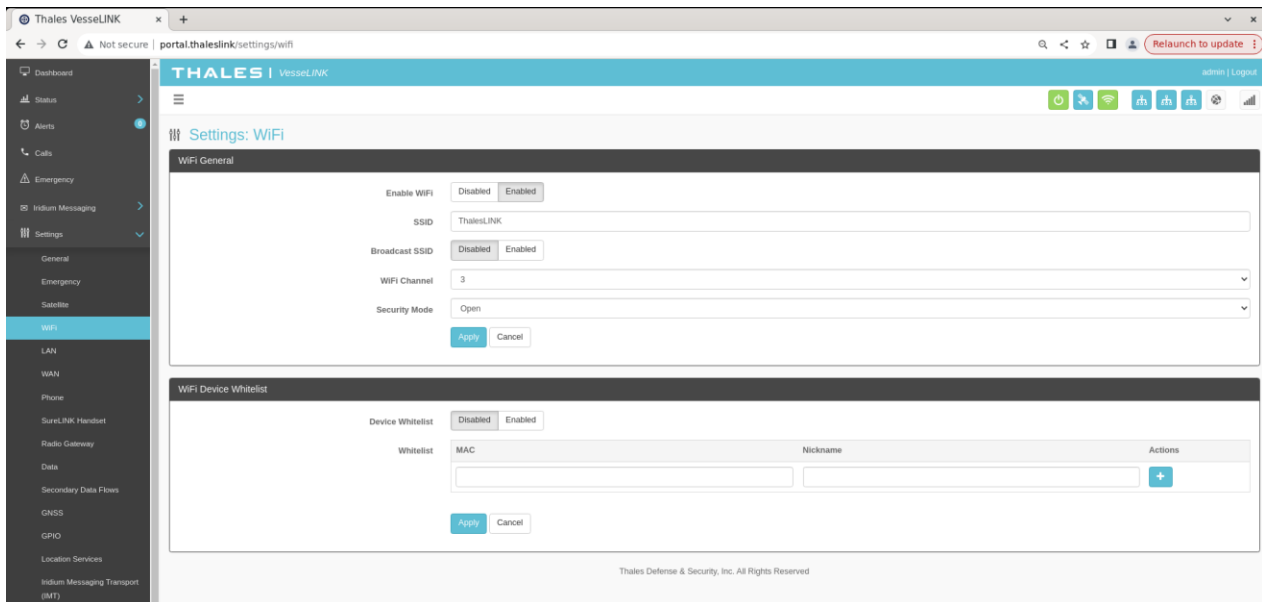 Thales VesseLINK
Not secure | portal.thaleslink/settings/wifi
Relaunch to update
Dashboard
Status
Alerts 0
Calls
Emergency
Iridium Messaging
Settings
General
Emergency
Satellite
WiFi
LAN
WAN
Phone
SureLINK Handset
Radio Gateway
Data
Secondary Data Flows
GNSS
GPIO
Location Services
Iridium Messaging Transport
(IMT)
THALES | VesseLINK
admin | Logout
Settings: WiFi
WiFi General
Enable WiFi Disabled Enabled
SSID ThalesLINK
Broadcast SSID Disabled Enabled
WiFi Channel 3
Security Mode Open
Apply Cancel
WiFi Device Whitelist
Device Whitelist Disabled Enabled
Whitelist MAC Nickname Actions
Apply Cancel
Thales Defense & Security, Inc. All Rights Reserved